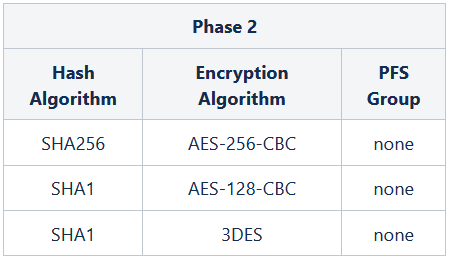 Phase 2
Hash Encryption PFS
Algorithm Algorithm Group
SHA256 AES-256-CBC none
SHA1 AES-128-CBC none
SHA1 3DES none